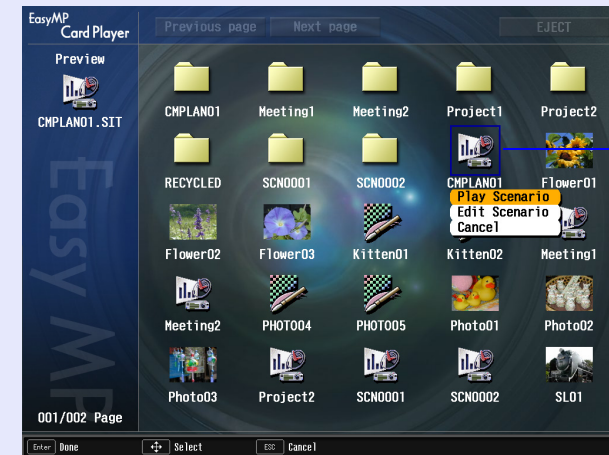 EasyMP
Card Player
Previous page
Next page
EJECT
Preview
CMPLAN01.SIT
CMPLAN01
Meeting1
Meeting2
Project1
Project2
RECYCLED
SCN0001
SCN0002
CMPLAN01
Flower01
Play Scenario
Edit Scenario
Cancel
Flower02
Flower03
Kitten01
Kitten02
Meeting1
Meeting2
PHOTO04
PHOTO05
Photo01
Photo02
Photo03
Project2
SCN0001
SCN0002
SL01
Easy MP
001/002 Page
Enter Done
Select
ESC Cancel